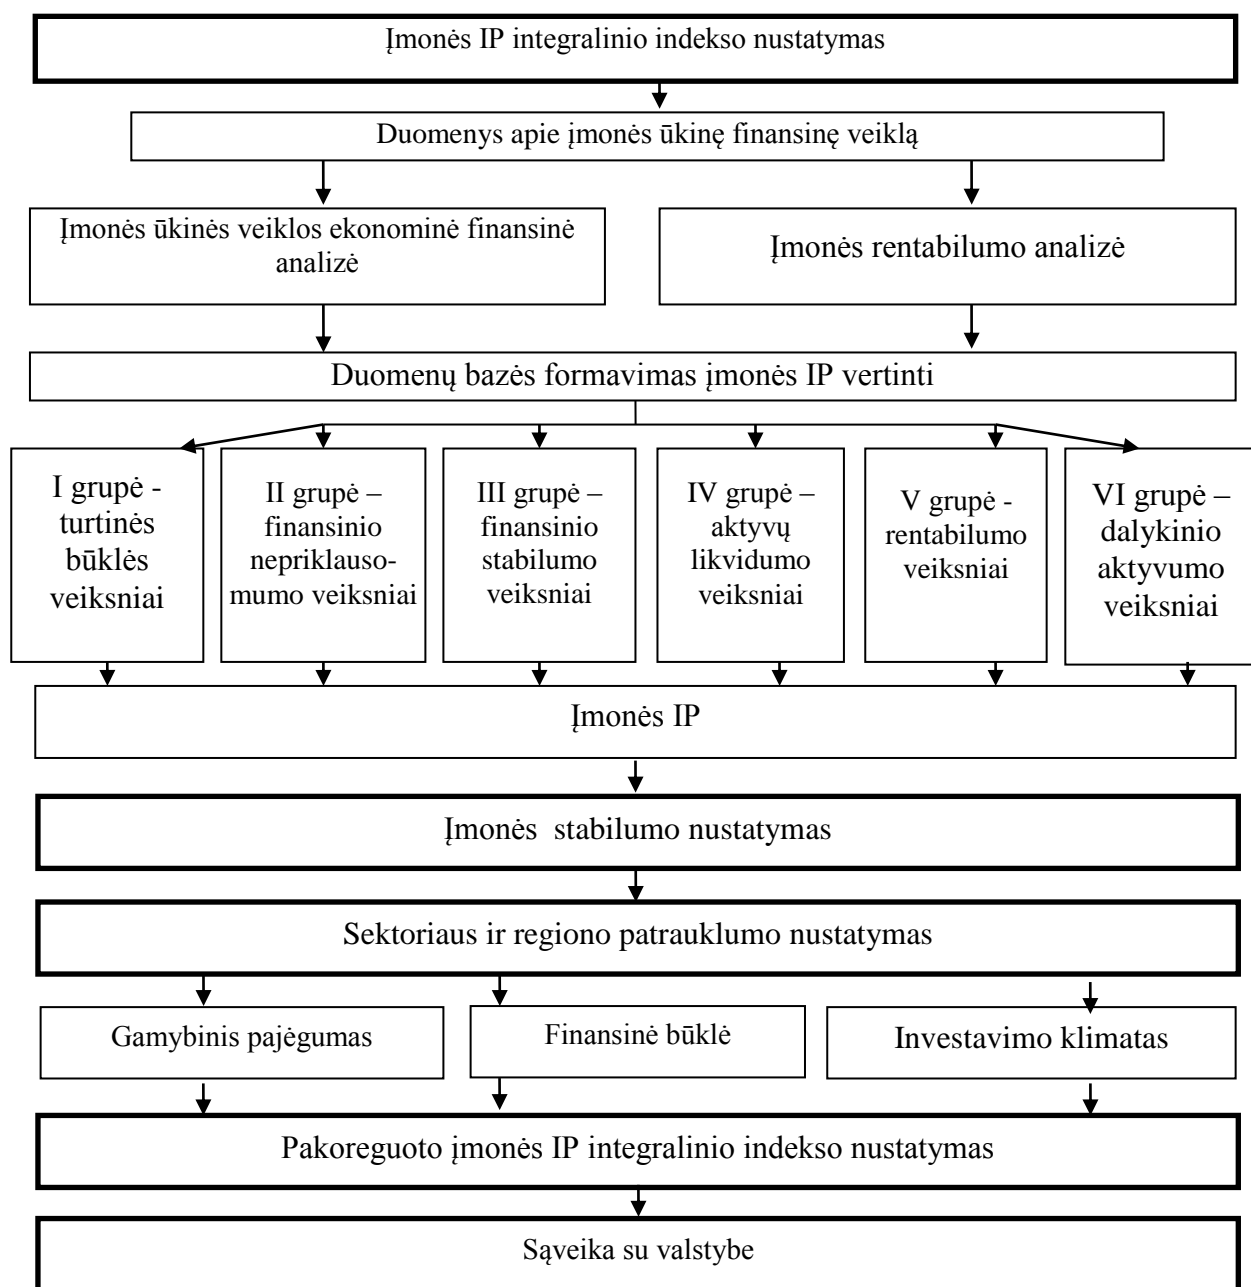 Įmonės IP integralinio indekso nustatymas
Duomenys apie įmonės ūkinę finansinę veiklą
Įmonės ūkinės veiklos ekonominė finansinė
analizė
Įmonės rentabilumo analizė
Duomenų bazės formavimas įmonės IP vertinti
I grupė -
turtinės
būklės
veiksniai
II grupė –
finansinio
nepriklauso-
mumo veiksniai
III grupė –
finansinio
stabilumo
veiksniai
IV grupė –
aktyvų
likvidumo
veiksniai
V grupė -
rentabilumo
veiksniai
VI grupė –
dalykinio
aktyvumo
veiksniai
Įmonės IP
Įmonės  stabilumo nustatymas
Sektoriaus ir regiono patrauklumo nustatymas
Gamybinis pajėgumas
Finansinė būklė
Investavimo klimatas
Pakoreguoto įmonės IP integralinio indekso nustatymas
Sąveika su valstybe